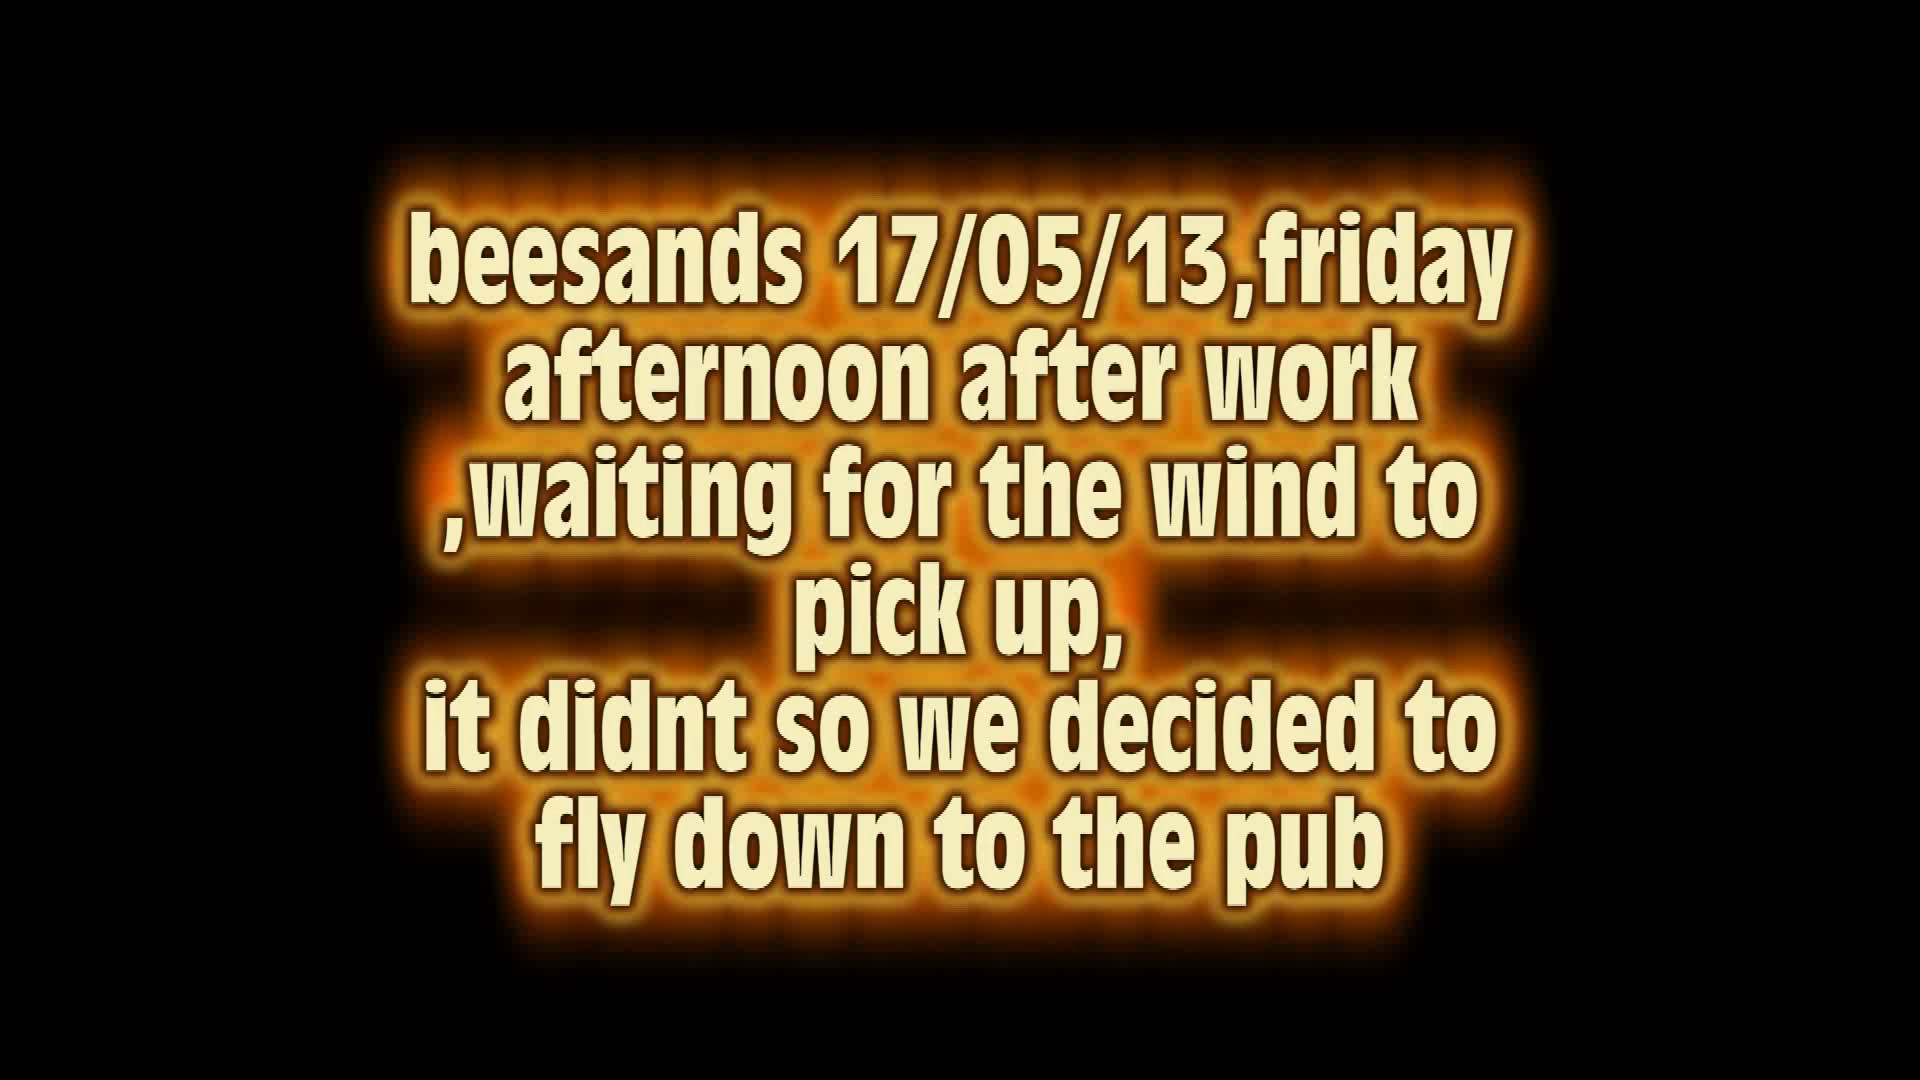 beesands 17/05/13,friday
afternoon after work
,waiting for the wind to
pick up,
it didnt so we decided to
fly down to the pub